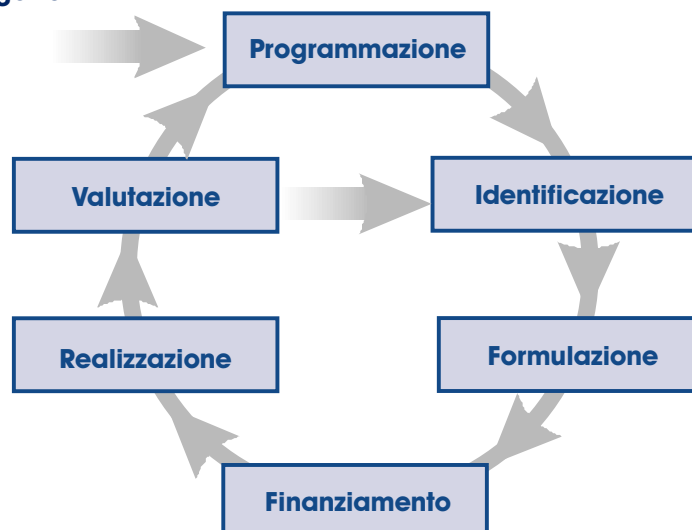 Programmazione
Valutazione
Identificazione
Realizzazione
Formulazione
Finanziamento